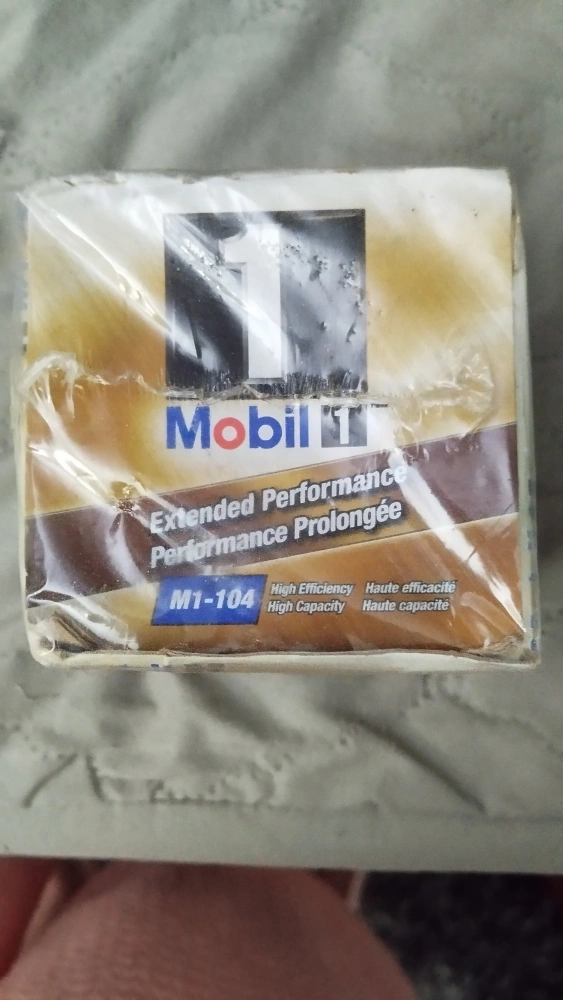 1
Mobil 1
Extended Performance
Performance Prolongée
M1-104
High Efficiency Haute efficacité
High Capacity Haute capacité